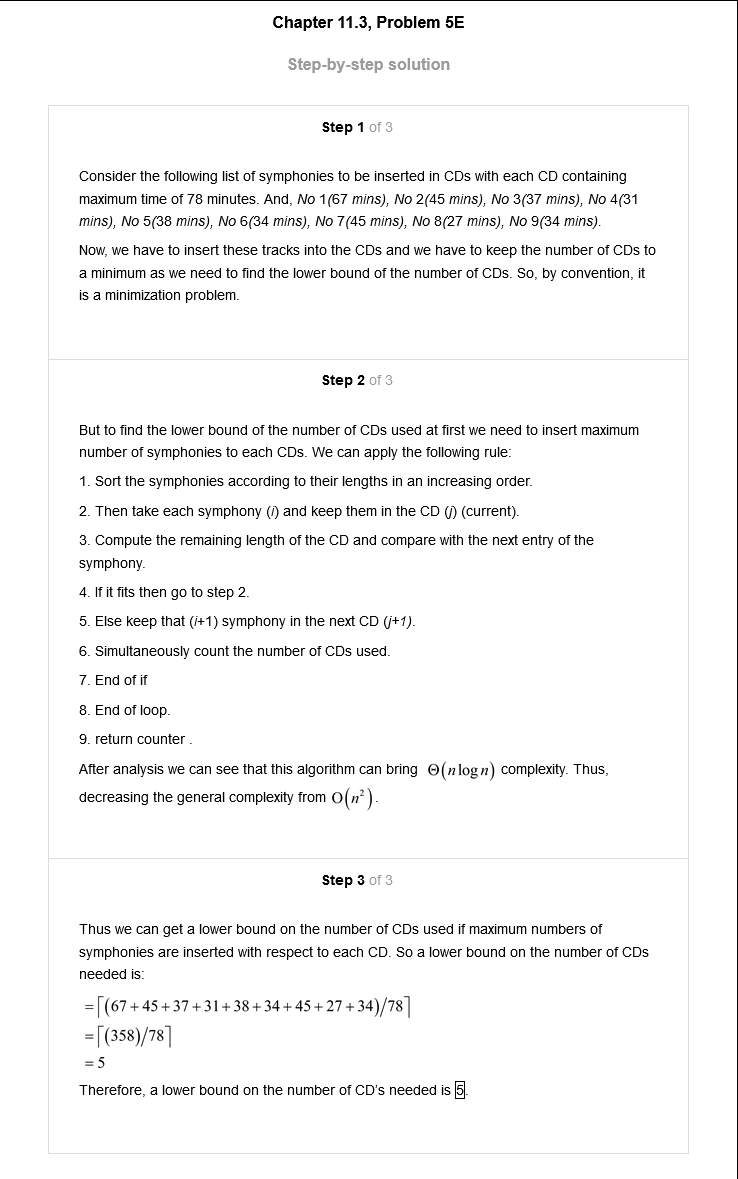 Chapter 11.3, Problem 5E
Step-by-step solution
Step 1 of 3
Consider the following list of symphonies to be inserted in CDs with each CD containing
maximum time of 78 minutes. And, No 1(67 mins), No 2(45 mins), No 3(37 mins), No 4(31
mins), No 5(38 mins), No 6(34 mins), No 7(45 mins), No 8(27 mins), No 9(34 mins).
Now, we have to insert these tracks into the CDs and we have to keep the number of CDs to
a minimum as we need to find the lower bound of the number of CDs. So, by convention, it
is a minimization problem.
Step 2 of 3
But to find the lower bound of the number of CDs used at first we need to insert maximum
number of symphonies to each CDs. We can apply the following rule:
1. Sort the symphonies according to their lengths in an increasing order.
2. Then take each symphony (i) and keep them in the CD (j) (current).
3. Compute the remaining length of the CD and compare with the next entry of the
symphony.
4. If it fits then go to step 2.
5. Else keep that (i+1) symphony in the next CD (j+1).
6. Simultaneously count the number of CDs used.
7. End of if
8. End of loop.
9. return counter .
After analysis we can see that this algorithm can bring Θ(n log n) complexity. Thus,
decreasing the general complexity from O(n²).
Step 3 of 3
Thus we can get a lower bound on the number of CDs used if maximum numbers of
symphonies are inserted with respect to each CD. So a lower bound on the number of CDs
needed is:
=⌈(67+45+37+31+38+34+45+27+34)/78⌉
=⌈(358)/78⌉
=5
Therefore, a lower bound on the number of CD's needed is 5.